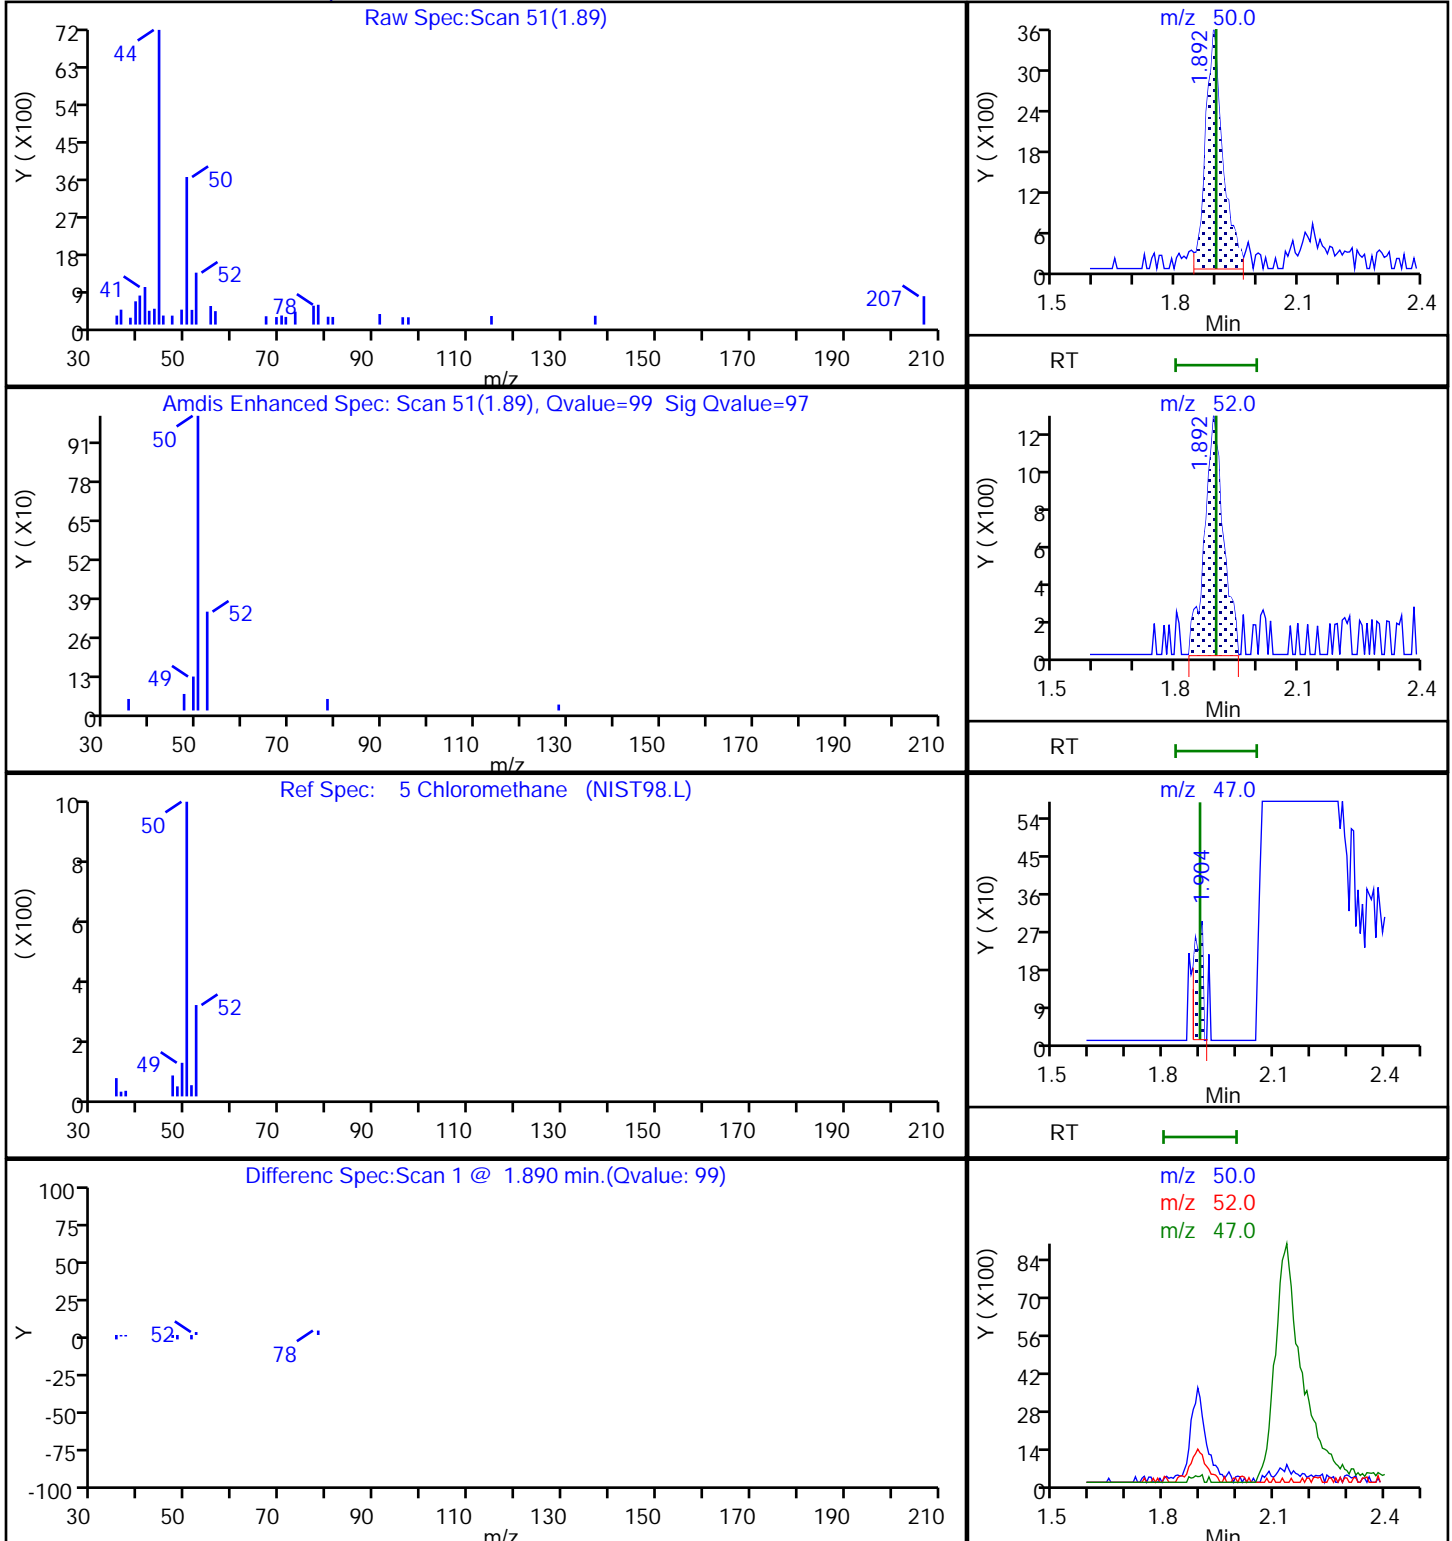 Raw Spec:Scan 51(1.89)
Y ( X100)
72
63
54
45
36
27
18
9
0
44
50
52
41
78
207
30 50 70 90 110 130 150 170 190 210
m/z
m/z 50.0
Y ( X100)
36
30
24
18
12
6
0
1.892
1.5 1.8 2.1 2.4
Min
RT
Amdis Enhanced Spec: Scan 51(1.89), Qvalue=99 Sig Qvalue=97
Y ( X10)
91
78
65
52
39
26
13
0
50
52
49
30 50 70 90 110 130 150 170 190 210
m/z
m/z 52.0
Y ( X100)
12
10
8
6
4
2
0
1.892
1.5 1.8 2.1 2.4
Min
RT
Ref Spec: 5 Chloromethane (NIST98.L)
( X100)
10
8
6
4
2
0
50
52
49
30 50 70 90 110 130 150 170 190 210
m/z 47.0
Y ( X10)
54
45
36
27
18
9
0
1.904
1.5 1.8 2.1 2.4
Min
RT
Differenc Spec:Scan 1 @ 1.890 min.(Qvalue: 99)
Y
100
75
50
25
0
-25
-50
-75
-100
52
78
30 50 70 90 110 130 150 170 190 210
m/z
m/z 50.0
m/z 52.0
m/z 47.0
Y ( X100)
84
70
56
42
28
14
0
1.5 1.8 2.1 2.4
Min